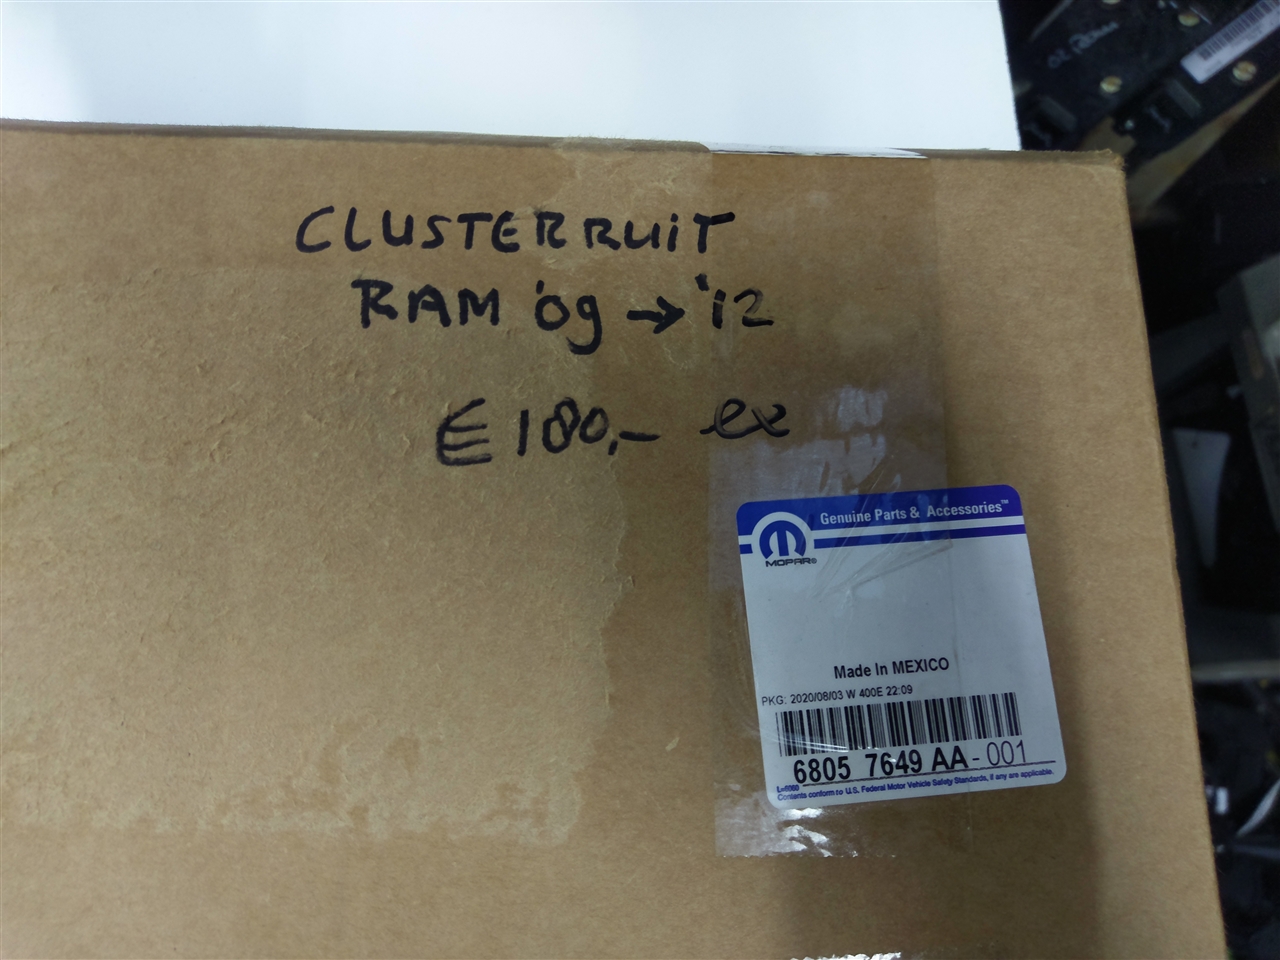 CLUSTERRUIT
RAM '09 → '12
€ 180,- ex
Genuine Parts & Accessories™
MOPAR®
Made In MEXICO
PKG: 2020/08/03 W 400E 22:09
6805 7649 AA-001
Contents conform to U.S. Federal Motor Vehicle Safety Standards, if any are applicable.